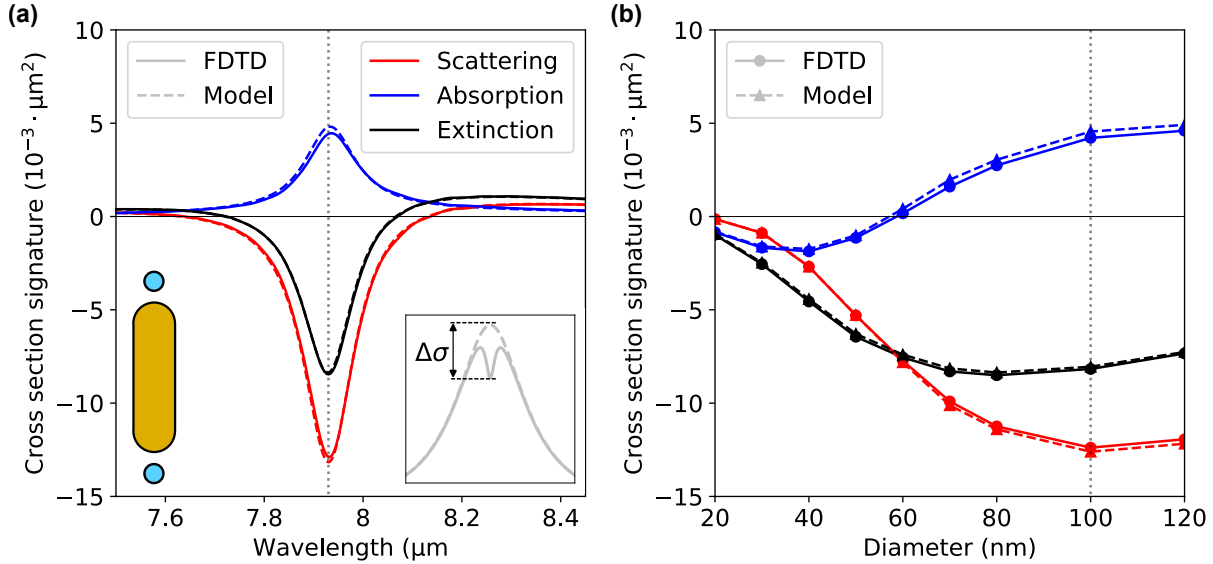 (a)
10
5
0
−5
−10
−15
Cross section signature (10⁻³ · μm²)
FDTD
Model
Scattering
Absorption
Extinction
Δσ
7.6
7.8
8
8.2
8.4
Wavelength (μm
(b)
10
5
0
−5
−10
−15
Cross section signature (10⁻³ · μm²)
FDTD
Model
20
40
60
80
100
120
Diameter (nm)